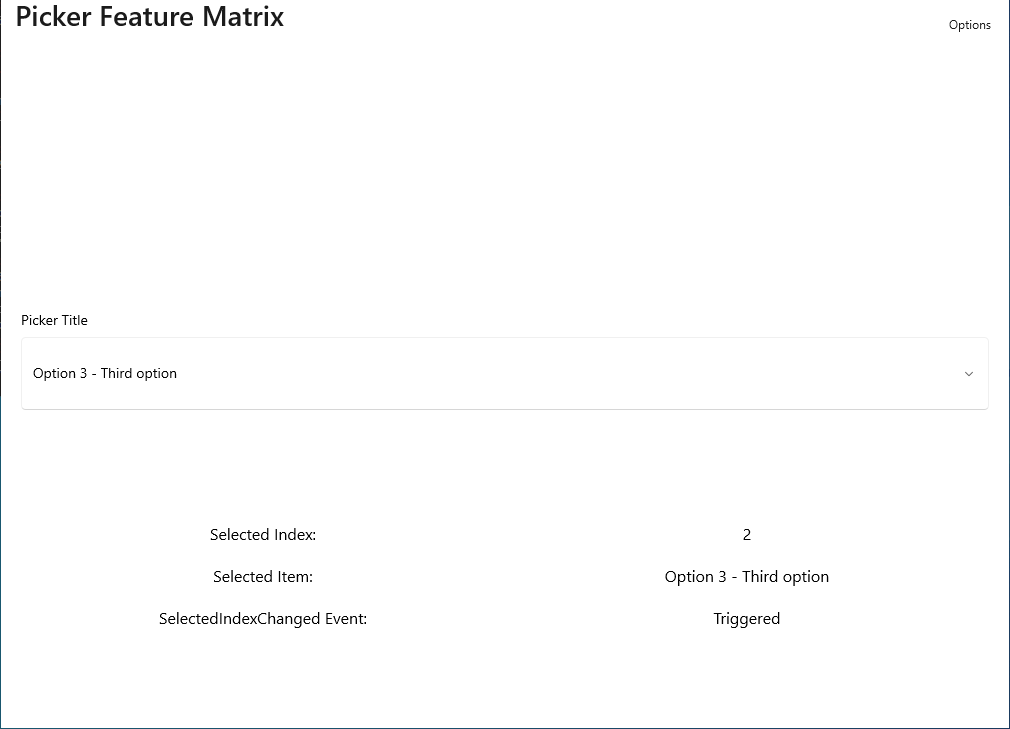 Picker Feature Matrix
Options
Picker Title
Option 3 - Third option
Selected Index: 2
Selected Item: Option 3 - Third option
SelectedIndexChanged Event: Triggered